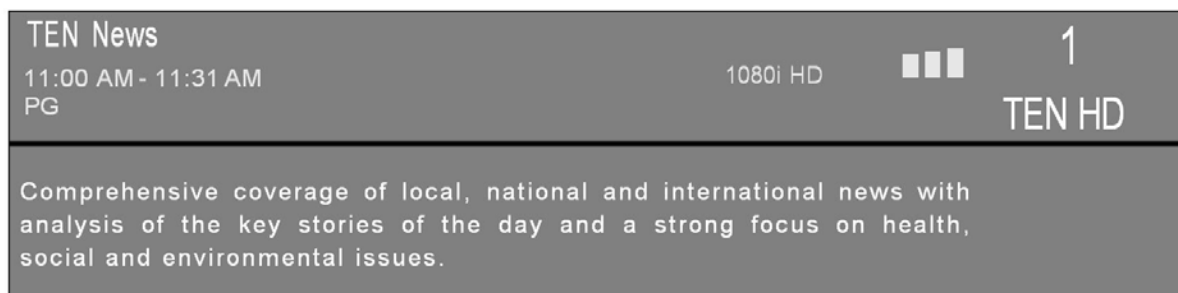 TEN News
11:00 AM - 11:31 AM
PG
1080i HD
1
TEN HD
Comprehensive coverage of local, national and international news with
analysis of the key stories of the day and a strong focus on health,
social and environmental issues.